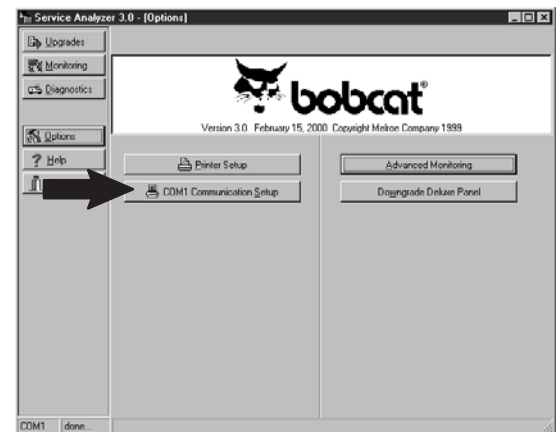 Service Analyzer 3.0 - [Options]
Upgrades
Monitoring
Diagnostics
Options
Help
bobcat®
Version 3.0 February 15, 2000 Copyright Melroe Company 1999
Printer Setup
COM1 Communication Setup
Advanced Monitoring
Downgrade Deluxe Panel
COM1 done...